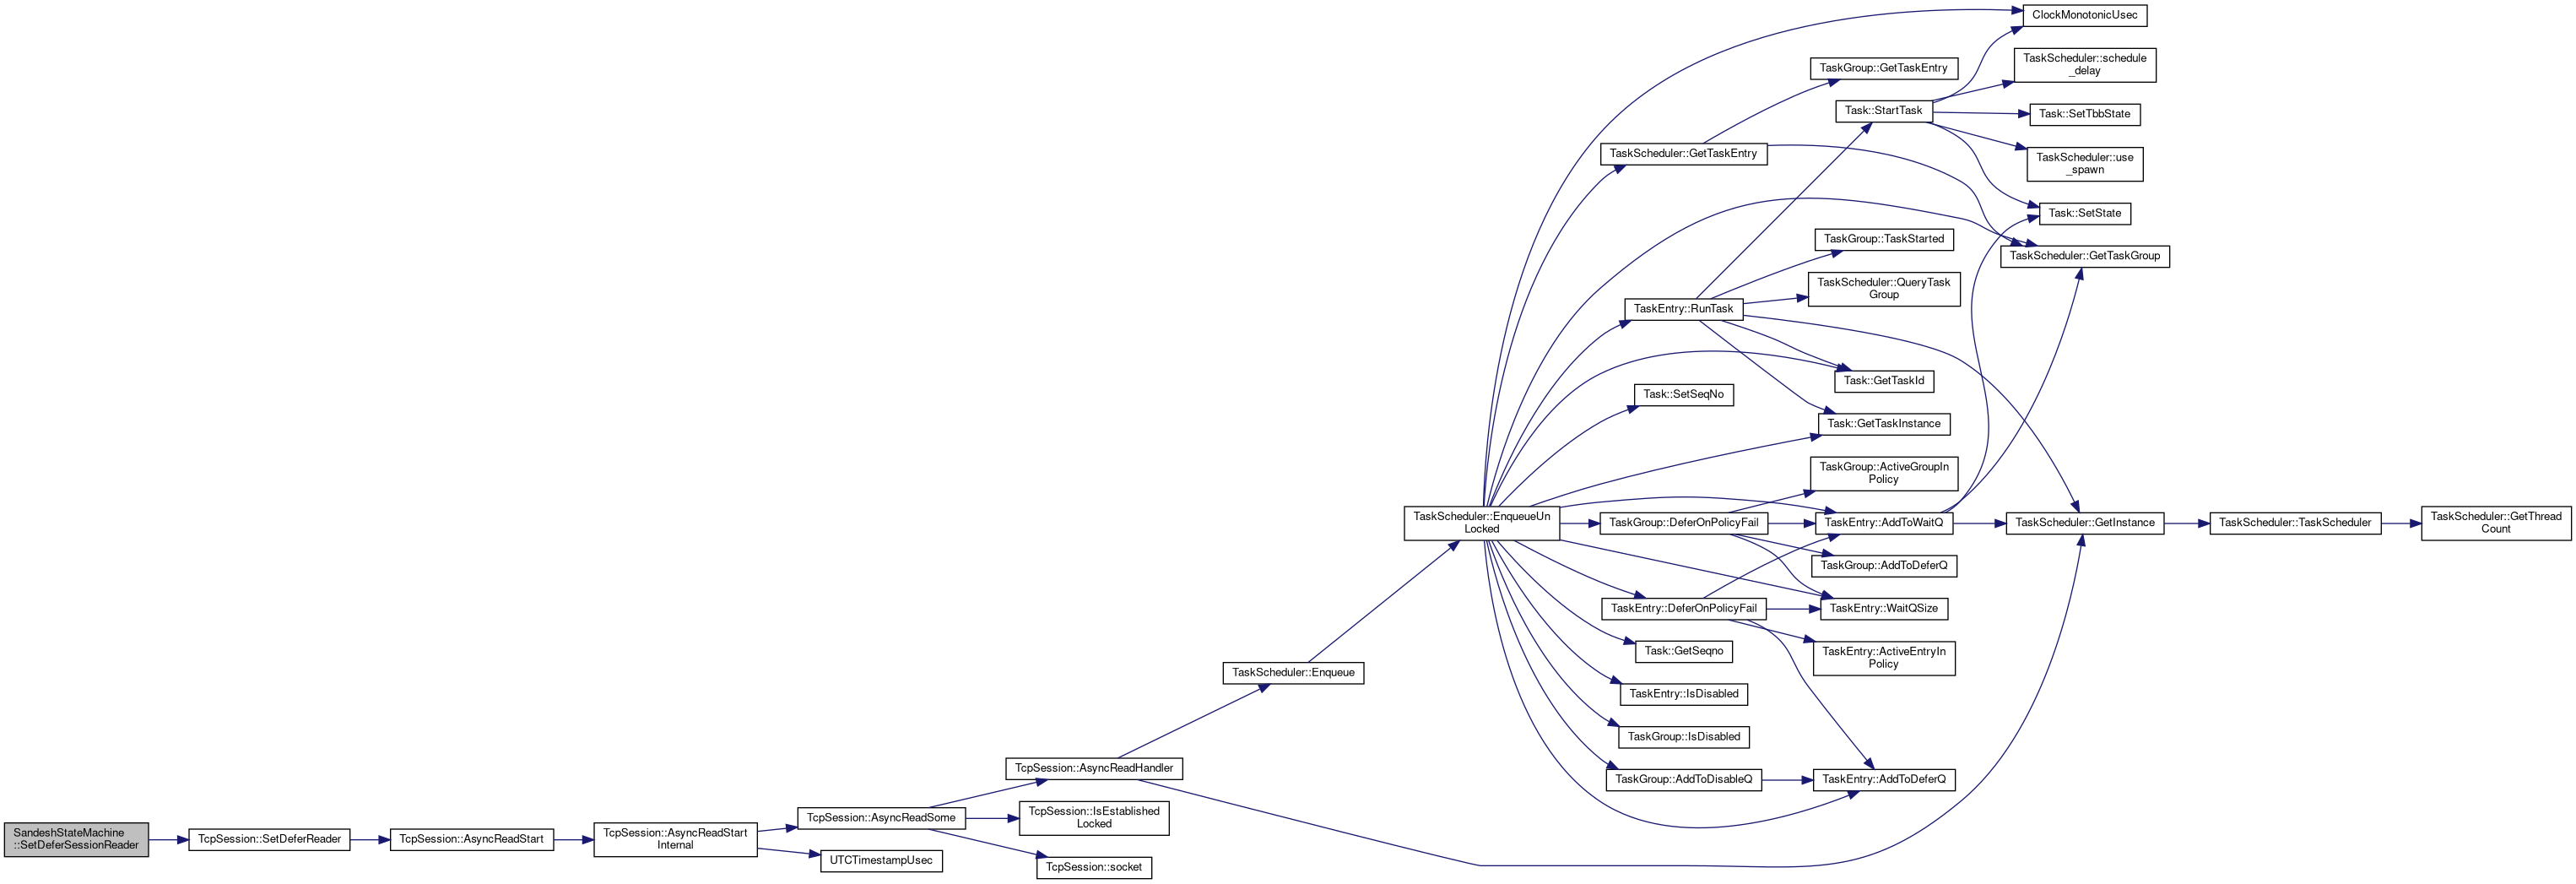 ClockMonotonicUsec
TaskScheduler::schedule
_delay
TaskGroup::GetTaskEntry
Task::StartTask
Task::SetTbbState
TaskScheduler::GetTaskEntry
TaskScheduler::use
_spawn
Task::SetState
TaskGroup::TaskStarted
TaskScheduler::GetTaskGroup
TaskScheduler::QueryTask
Group
TaskEntry::RunTask
Task::GetTaskId
Task::SetSeqNo
Task::GetTaskInstance
TaskGroup::ActiveGroupIn
Policy
TaskScheduler::EnqueueUn
Locked
TaskGroup::DeferOnPolicyFail
TaskEntry::AddToWaitQ
TaskScheduler::GetInstance
TaskScheduler::TaskScheduler
TaskScheduler::GetThread
Count
TaskGroup::AddToDeferQ
TaskEntry::DeferOnPolicyFail
TaskEntry::WaitQSize
Task::GetSeqno
TaskEntry::ActiveEntryIn
Policy
TaskScheduler::Enqueue
TaskEntry::IsDisabled
TaskGroup::IsDisabled
TcpSession::AsyncReadHandler
TaskGroup::AddToDisableQ
TaskEntry::AddToDeferQ
SandeshStateMachine
::SetDeferSessionReader
TcpSession::SetDeferReader
TcpSession::AsyncReadStart
TcpSession::AsyncReadStart
Internal
TcpSession::AsyncReadSome
TcpSession::IsEstablished
Locked
UTCTimestampUsec
TcpSession::socket